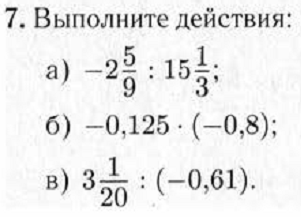 7. Выполните действия:
а) −2 5/9 : 15 1/3;
б) −0,125 · (−0,8);
в) 3 1/20 : (−0,61).